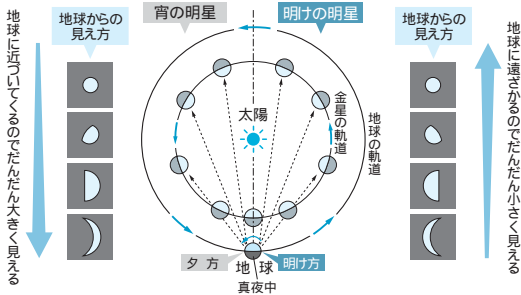 宵の明星
明けの明星
地球からの
見え方
地球に近づいてくるのでだんだん大きく見える
太陽
金星の軌道
地球の軌道
夕方
地球
明け方
真夜中
地球からの
見え方
地球に遠ざかるのでだんだん小さく見える